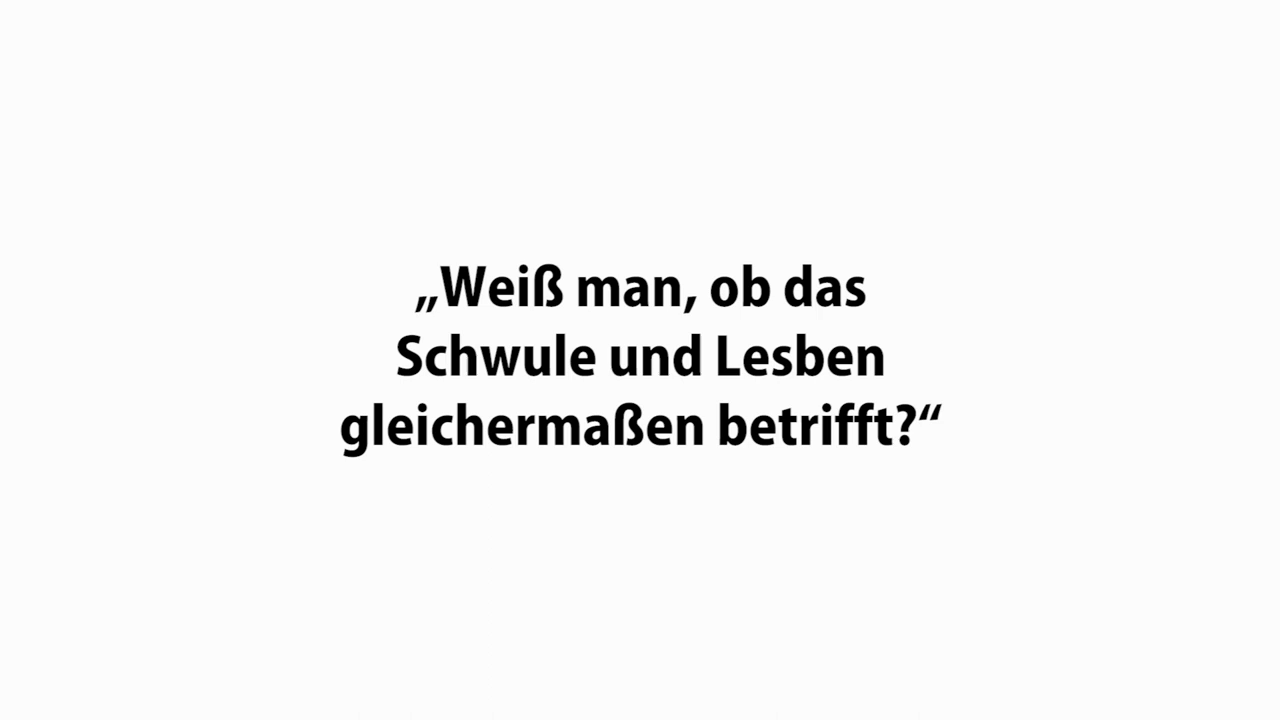 „Weiß man, ob das
Schwule und Lesben
gleichermaßen betrifft?“